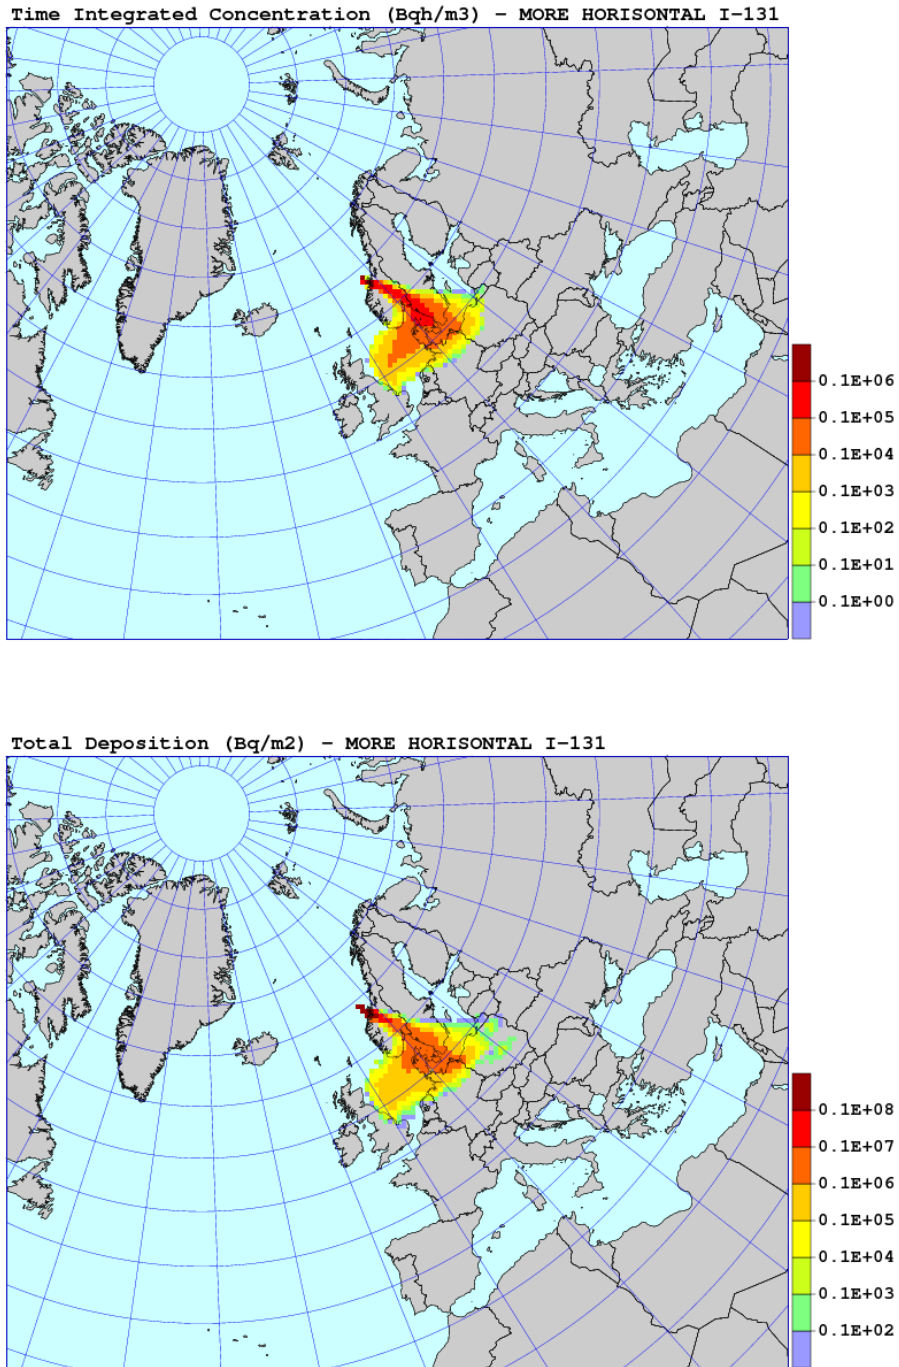 Time Integrated Concentration (Bqh/m3) – MORE HORISONTAL I–131
0.1E+06
0.1E+05
0.1E+04
0.1E+03
0.1E+02
0.1E+01
0.1E+00
Total Deposition (Bq/m2) – MORE HORISONTAL I–131
0.1E+08
0.1E+07
0.1E+06
0.1E+05
0.1E+04
0.1E+03
0.1E+02